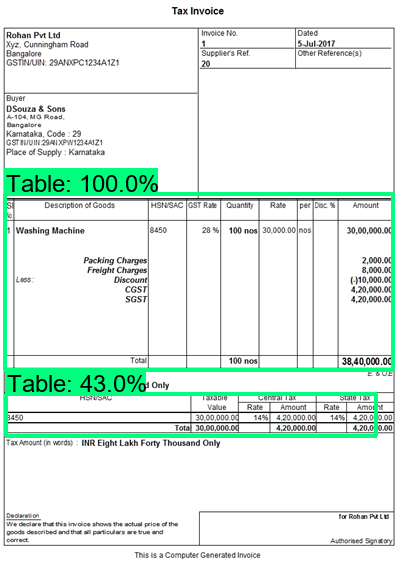 Tax Invoice
Rohan Pvt Ltd
Xyz, Cunningham Road
Bangalore
GSTIN/UIN: 29ANXPC1234A1Z1
Invoice No.
1
Dated
5-Jul-2017
Supplier's Ref.
20
Other Reference(s)
Buyer
DSouza & Sons
A-104, MG Road,
Bangalore
Karnataka, Code : 29
GSTIN/UIN:29ANXPW1234A1Z1
Place of Supply : Karnataka
Table: 100.0%
Sl Description of Goods HSN/SAC GST Rate Quantity Rate per Disc. % Amount
No.
1 Washing Machine 8450 28 % 100 nos 30,000.00 nos 30,00,000.00
Packing Charges 2,000.00
Freight Charges 8,000.00
Less : Discount (-)10,000.00
CGST 4,20,000.00
SGST 4,20,000.00
Total 100 nos 38,40,000.00
E. & O.E
Table: 43.0%
d Only
HSN/SAC Taxable Central Tax State Tax
Value Rate Amount Rate Amount
8450 30,00,000.00 14% 4,20,000.00 14% 4,20,000.00
Total 30,00,000.00 4,20,000.00 4,20,000.00
Tax Amount (in words) : INR Eight Lakh Forty Thousand Only
Declaration
We declare that this invoice shows the actual price of the
goods described and that all particulars are true and
correct.
for Rohan Pvt Ltd
Authorised Signatory
This is a Computer Generated Invoice